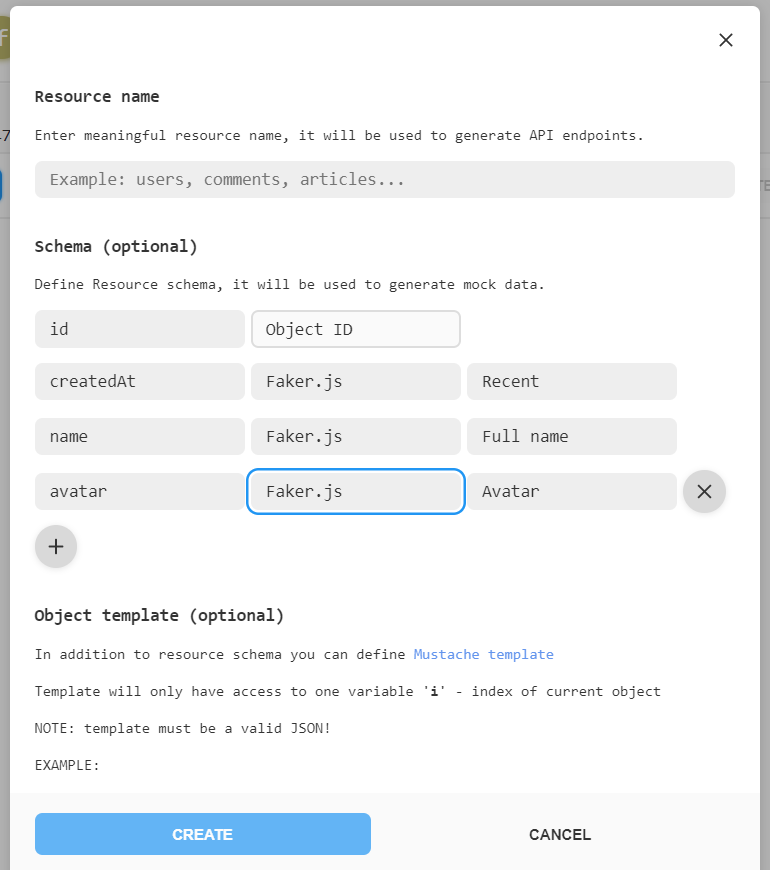 Resource name
Enter meaningful resource name, it will be used to generate API endpoints.
Example: users, comments, articles...
Schema (optional)
Define Resource schema, it will be used to generate mock data.
id Object ID
createdAt Faker.js Recent
name Faker.js Full name
avatar Faker.js Avatar
Object template (optional)
In addition to resource schema you can define Mustache template
Template will only have access to one variable 'i' - index of current object
NOTE: template must be a valid JSON!
EXAMPLE:
CREATE CANCEL